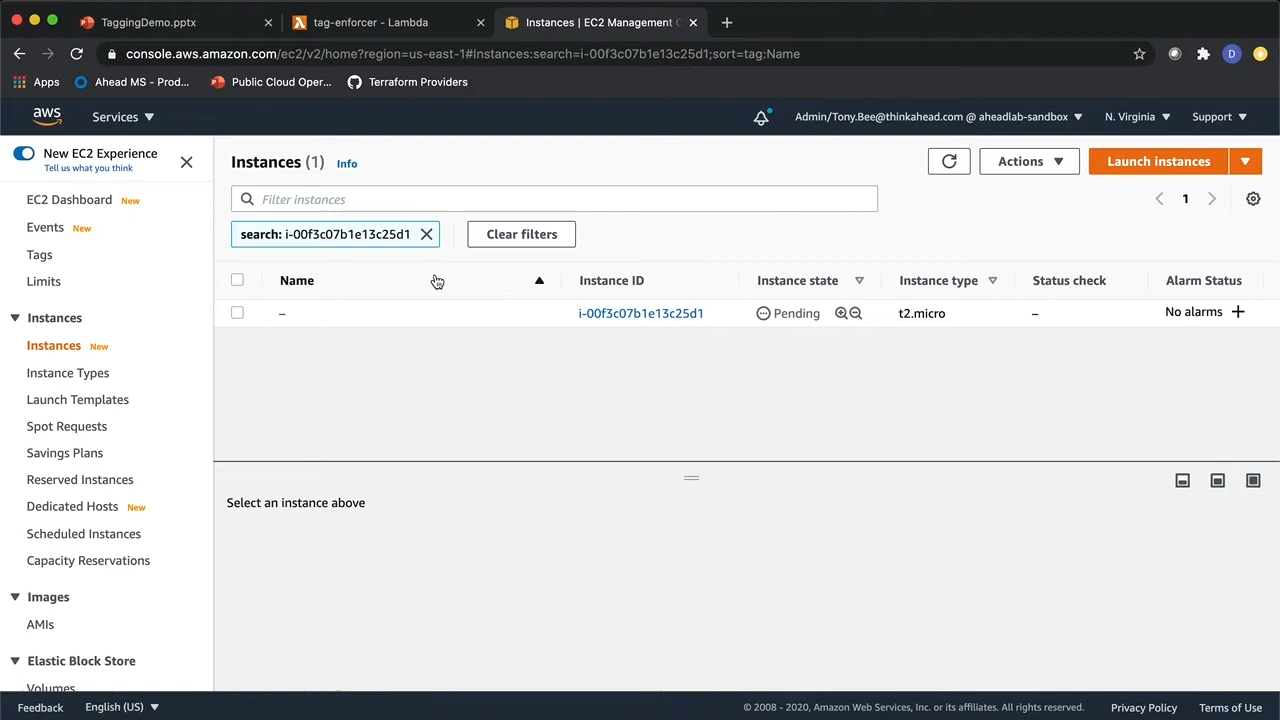 TaggingDemo.pptx
tag-enforcer - Lambda
Instances | EC2 Management C
console.aws.amazon.com/ec2/v2/home?region=us-east-1#Instances:search=i-00f3c07b1e13c25d1;sort=tag:Name
D
Apps
Ahead MS - Prod...
Public Cloud Oper...
Terraform Providers
aws
Services
Admin/Tony.Bee@thinkahead.com @ aheadlab-sandbox
N. Virginia
Support
New EC2 Experience
Tell us what you think
EC2 Dashboard New
Events New
Tags
Limits
Instances
Instances New
Instance Types
Launch Templates
Spot Requests
Savings Plans
Reserved Instances
Dedicated Hosts New
Scheduled Instances
Capacity Reservations
Images
AMIs
Elastic Block Store
Volumes
Instances (1) Info
Actions
Launch instances
Filter instances
1
search: i-00f3c07b1e13c25d1
Clear filters
Name Instance ID Instance state Instance type Status check Alarm Status
– i-00f3c07b1e13c25d1 Pending t2.micro – No alarms +
Select an instance above
Feedback
English (US)
© 2008 - 2020, Amazon Web Services, Inc. or its affiliates. All rights reserved.
Privacy Policy
Terms of Use